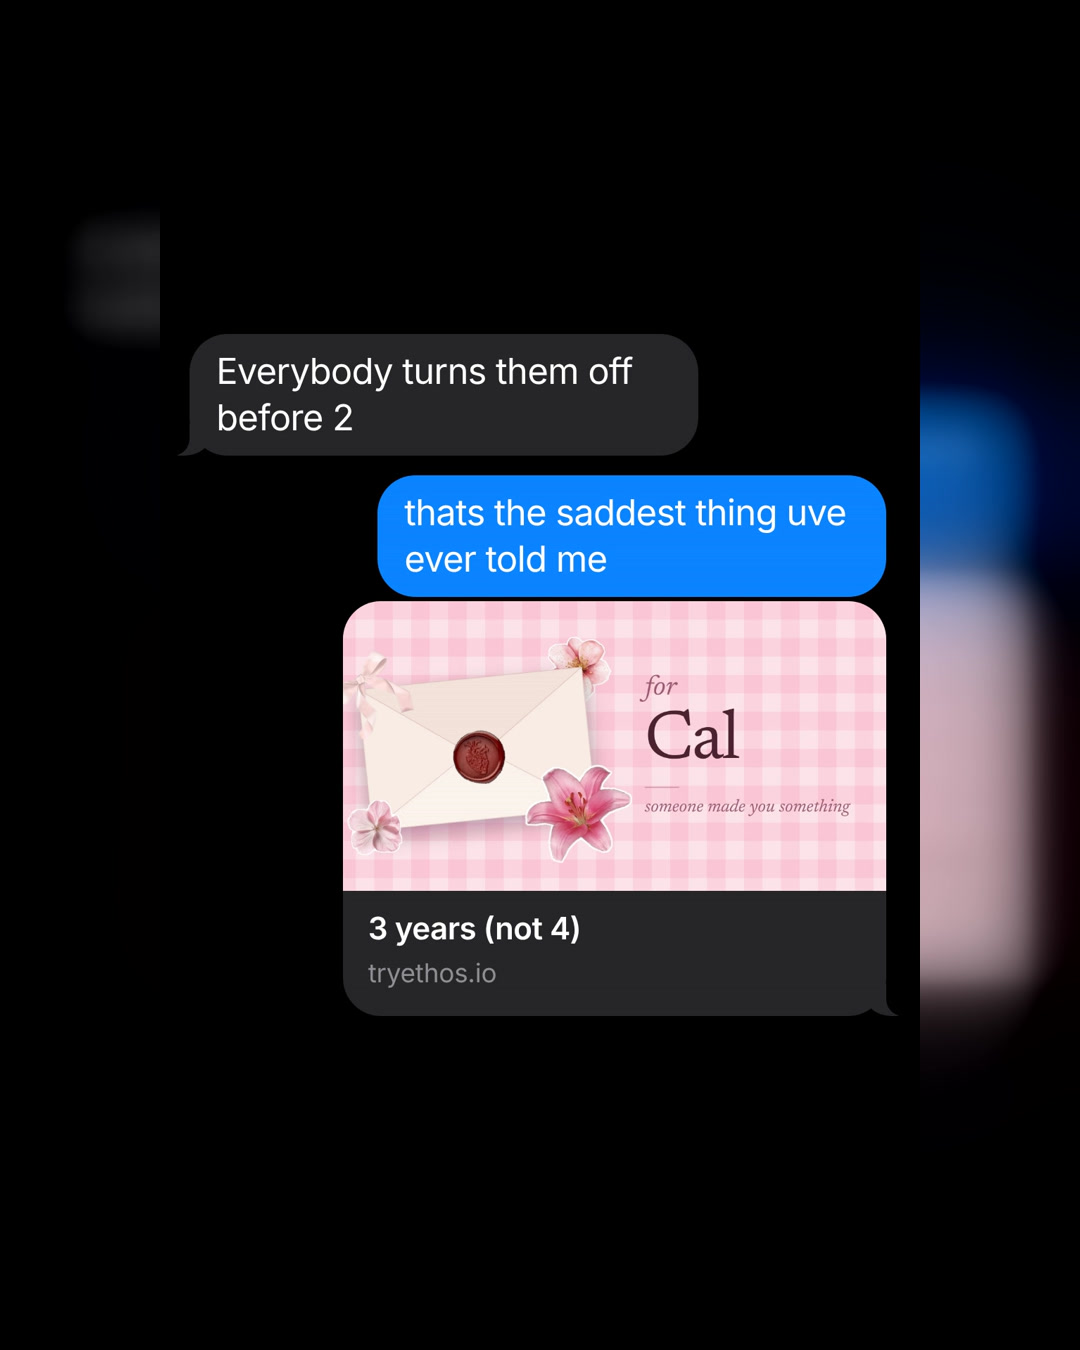 Everybody turns them off
before 2
thats the saddest thing uve
ever told me
for
Cal
someone made you something
3 years (not 4)
tryethos.io